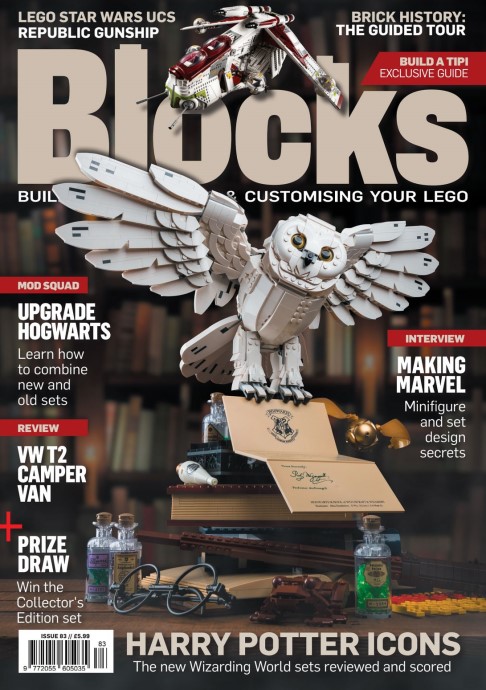 LEGO STAR WARS UCS
REPUBLIC GUNSHIP
BRICK HISTORY:
THE GUIDED TOUR
BUILD A TIPI
EXCLUSIVE GUIDE
Blocks
& CUSTOMISING YOUR LEGO
MOD SQUAD
UPGRADE
HOGWARTS
Learn how
to combine
new and
old sets
REVIEW
VW T2
CAMPER
VAN
+
PRIZE
DRAW
Win the
Collector's
Edition set
INTERVIEW
MAKING
MARVEL
Minifigure
and set
design
secrets
HOGWARTS
ISSUE 83 // £5.99
83
9 772055 605035
HARRY POTTER ICONS
The new Wizarding World sets reviewed and scored